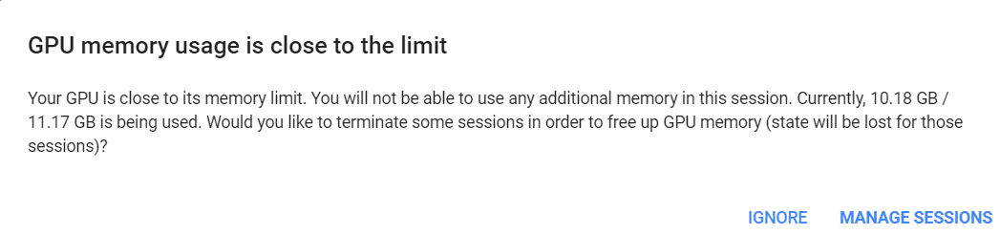 GPU memory usage is close to the limit
Your GPU is close to its memory limit. You will not be able to use any additional memory in this session. Currently, 10.18 GB /
11.17 GB is being used. Would you like to terminate some sessions in order to free up GPU memory (state will be lost for those
sessions)?
IGNORE MANAGE SESSIONS